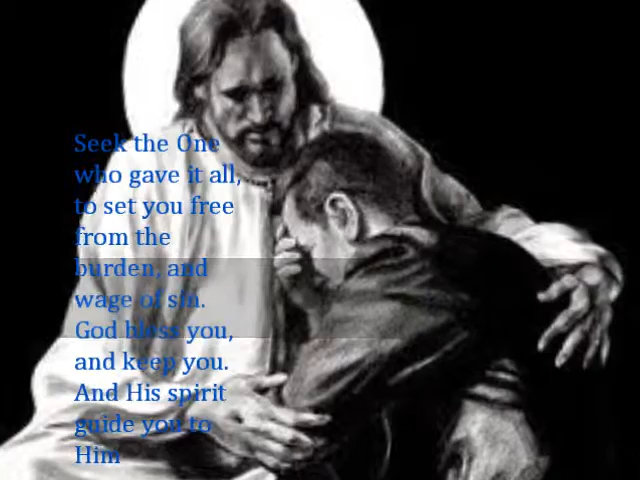 Seek the One
who gave it all,
to set you free
from the
burden, and
wage of sin.
God bless you,
and keep you.
And His spirit
guide you to
Him